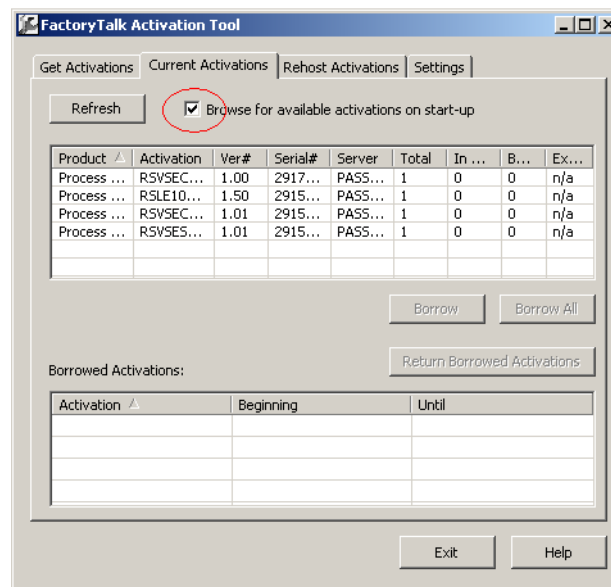 FactoryTalk Activation Tool
Get Activations Current Activations Rehost Activations Settings
Refresh Browse for available activations on start-up
Product Activation Ver# Serial# Server Total In ... B... Ex...
Process ... RSVSEC... 1.00 2917... PASS... 1 0 0 n/a
Process ... RSLE10... 1.50 2915... PASS... 1 0 0 n/a
Process ... RSVSEC... 1.01 2915... PASS... 1 0 0 n/a
Process ... RSVSES... 1.01 2915... PASS... 1 0 0 n/a
Borrow Borrow All
Return Borrowed Activations
Borrowed Activations:
Activation Beginning Until
Exit Help